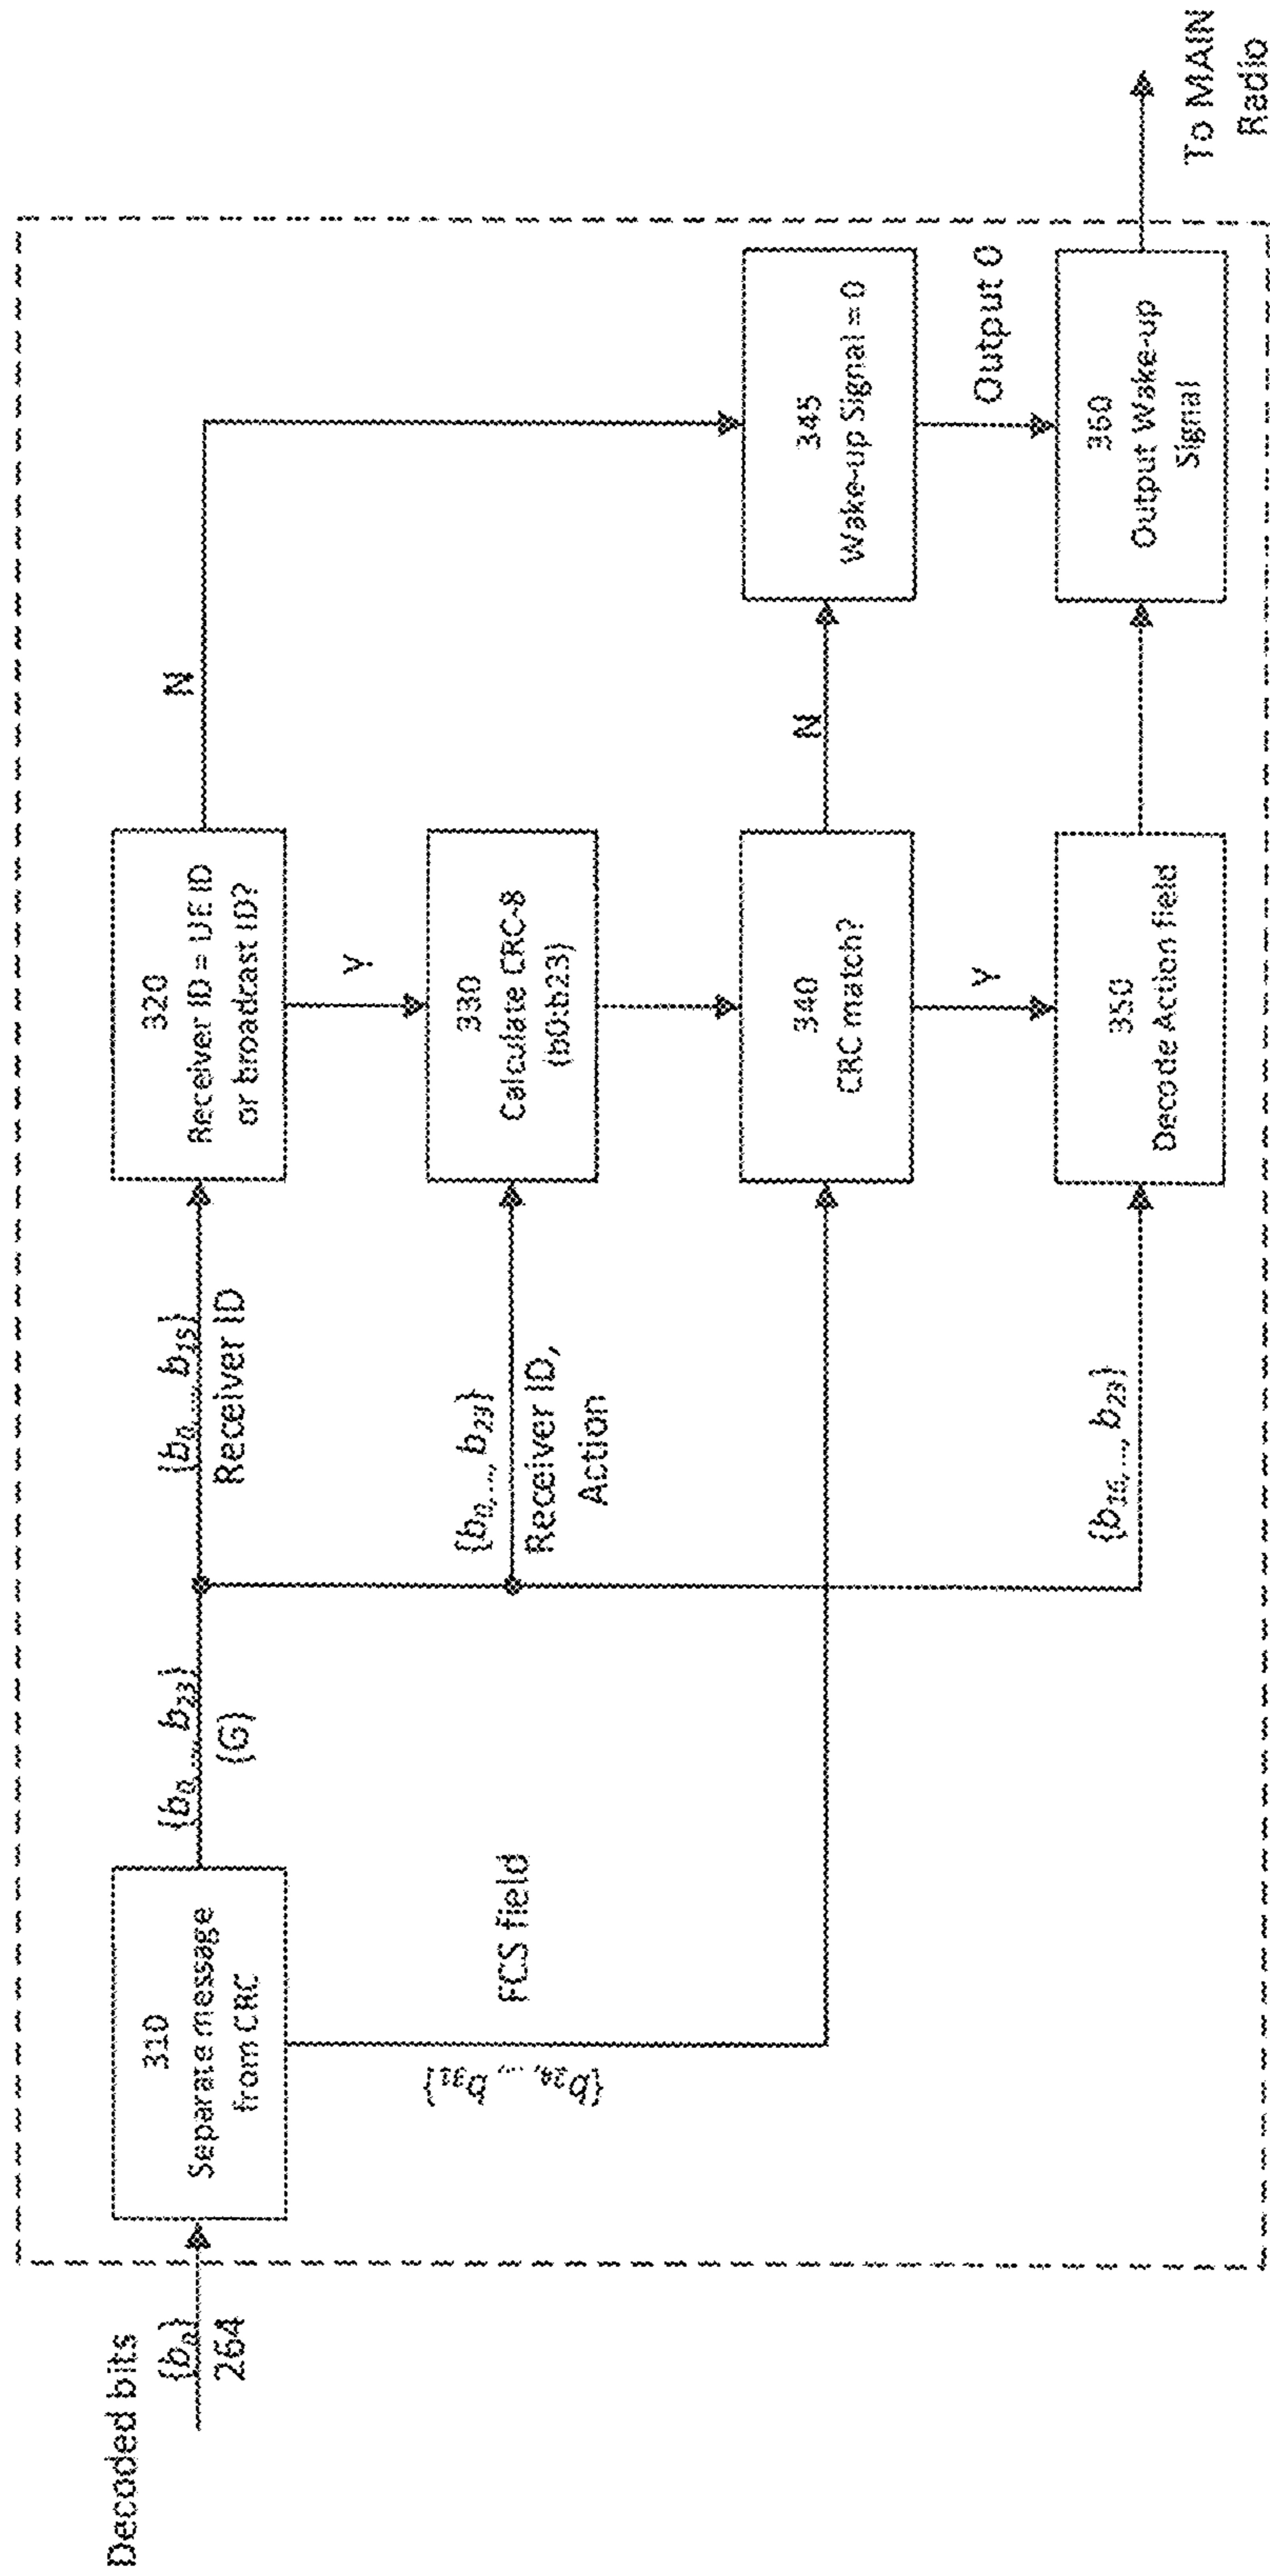 Decoded bits
{bₙ}
264
310
Separate message
from CRC
{b₀,..., b₂₃}
(G)
{b₂₄,..., b₃₁}
FCS field
{b₀,..., b₁₅}
Receiver ID
{b₀,..., b₂₃}
Receiver ID,
Action
{b₁₆,..., b₂₃}
320
Receiver ID = UE ID
or broadcast ID?
N
Y
330
Calculate CRC-8
(b0:b23)
340
CRC match?
N
Y
350
Decode Action field
345
Wake-up Signal = 0
Output 0
360
Output Wake-up
Signal
To MAIN
Radio